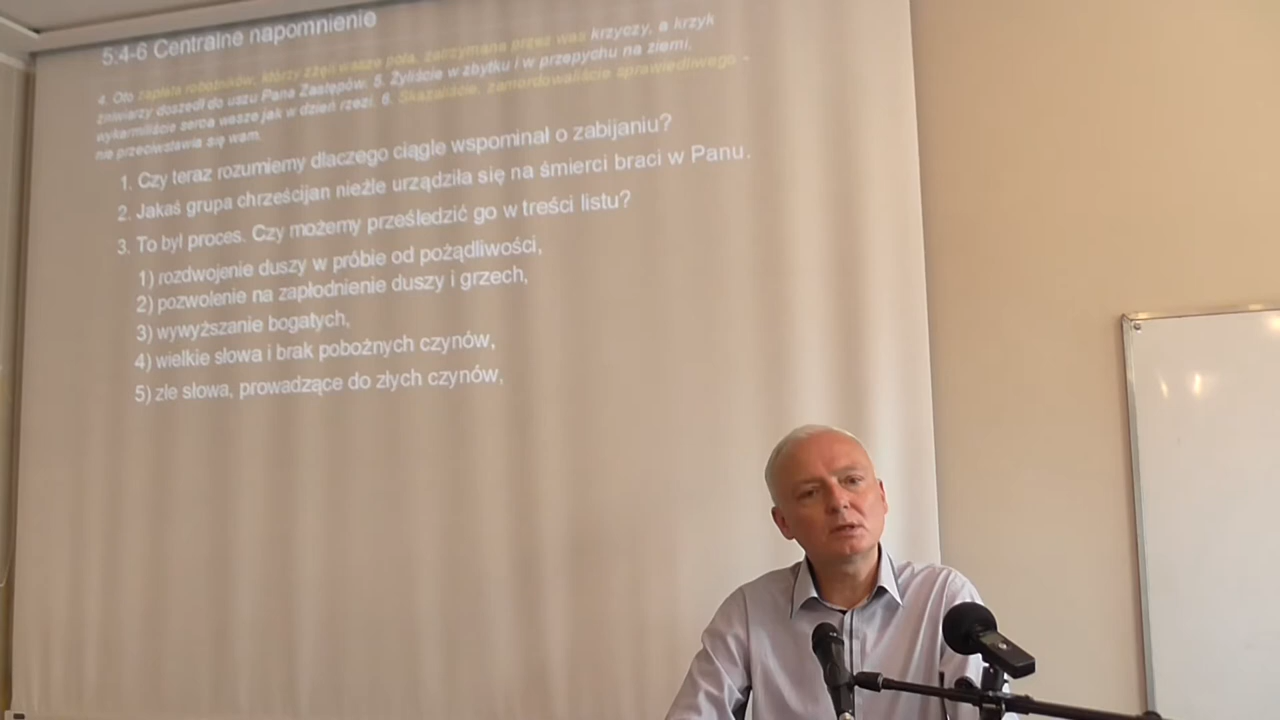 5:4-6 Centralne napomnienie
4. Oto zapłata robotników, którzy zżęli wasze pola, zatrzymana przez was krzyczy, a krzyk
żniwiarzy doszedł do uszu Pana Zastępów. 5. Żyliście w zbytku i w przepychu na ziemi,
wykarmiliście serca wasze jak w dzień rzezi. 6. Skazaliście, zamordowaliście sprawiedliwego -
nie przeciwstawia się wam.
1. Czy teraz rozumiemy dlaczego ciągle wspominał o zabijaniu?
2. Jakaś grupa chrześcijan nieźle urządziła się na śmierci braci w Panu.
3. To był proces. Czy możemy prześledzić go w treści listu?
1) rozdwojenie duszy w próbie od pożądliwości,
2) pozwolenie na zapłodnienie duszy i grzech,
3) wywyższanie bogatych,
4) wielkie słowa i brak pobożnych czynów,
5) złe słowa, prowadzące do złych czynów,